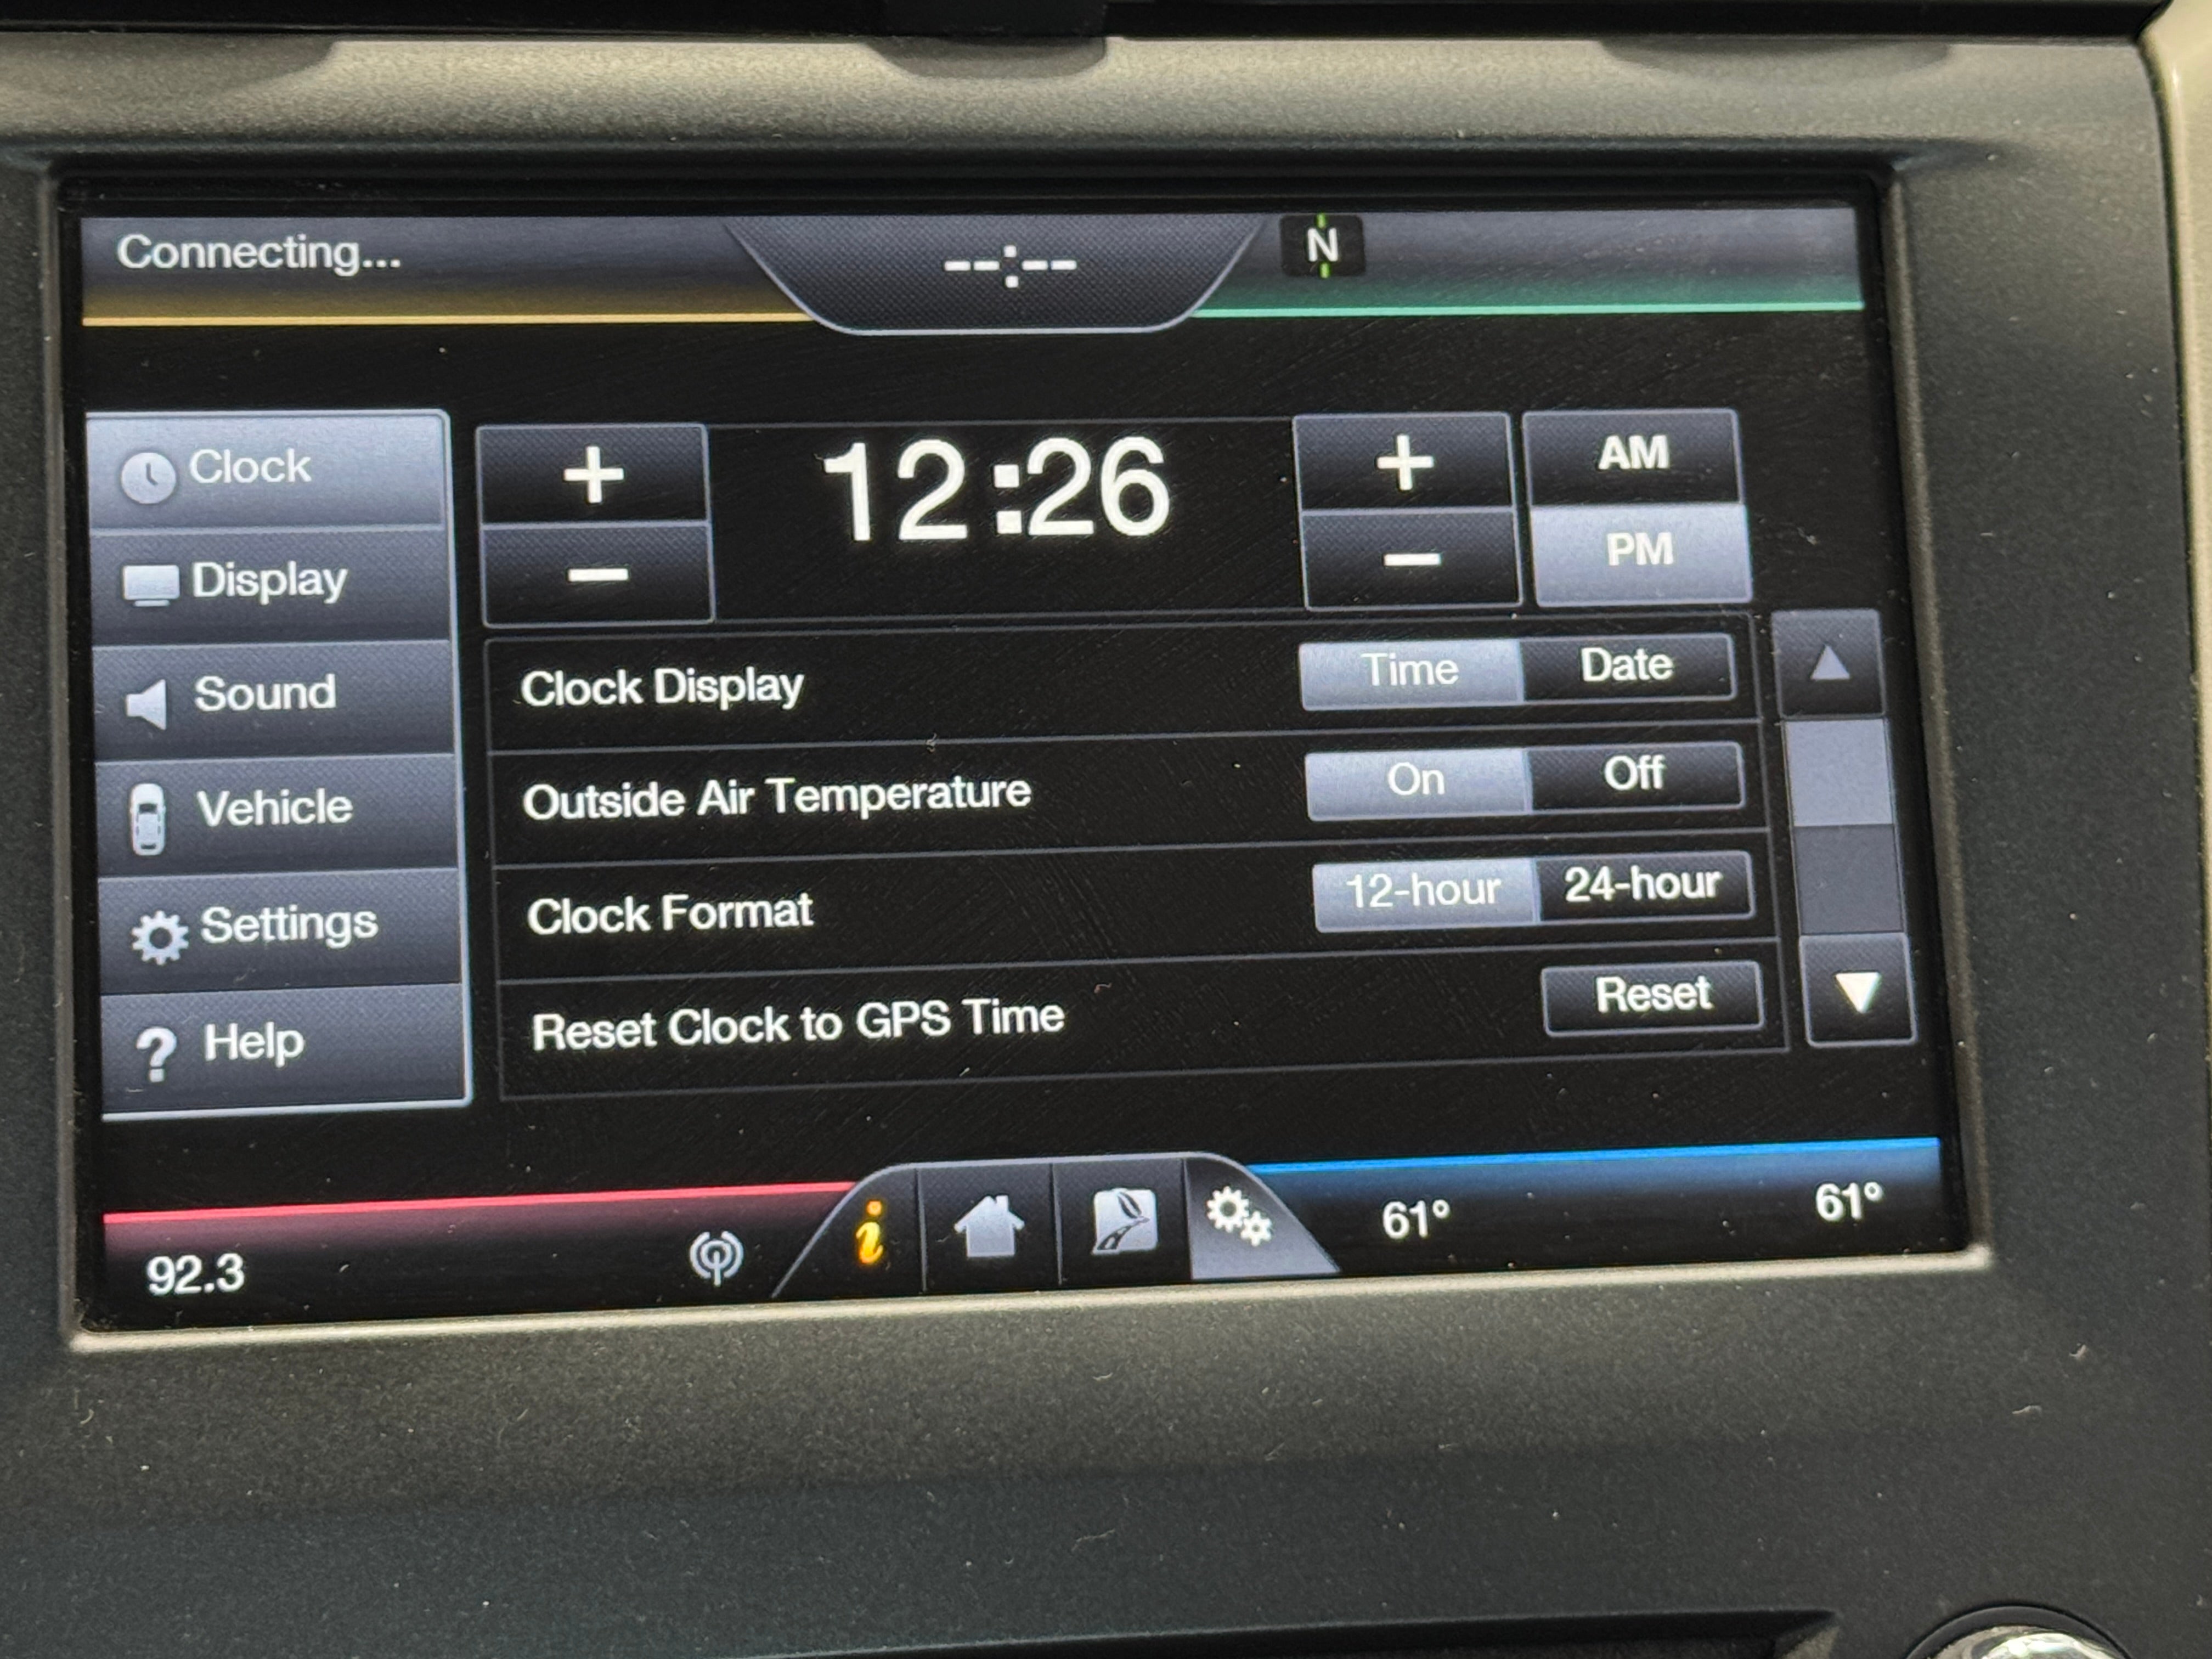 Connecting...
--:--
N
Clock
12:26
AM
PM
Display
Sound
Vehicle
Settings
Help
Clock Display
Time
Date
Outside Air Temperature
On
Off
Clock Format
12-hour
24-hour
Reset Clock to GPS Time
Reset
92.3
i
61°
61°